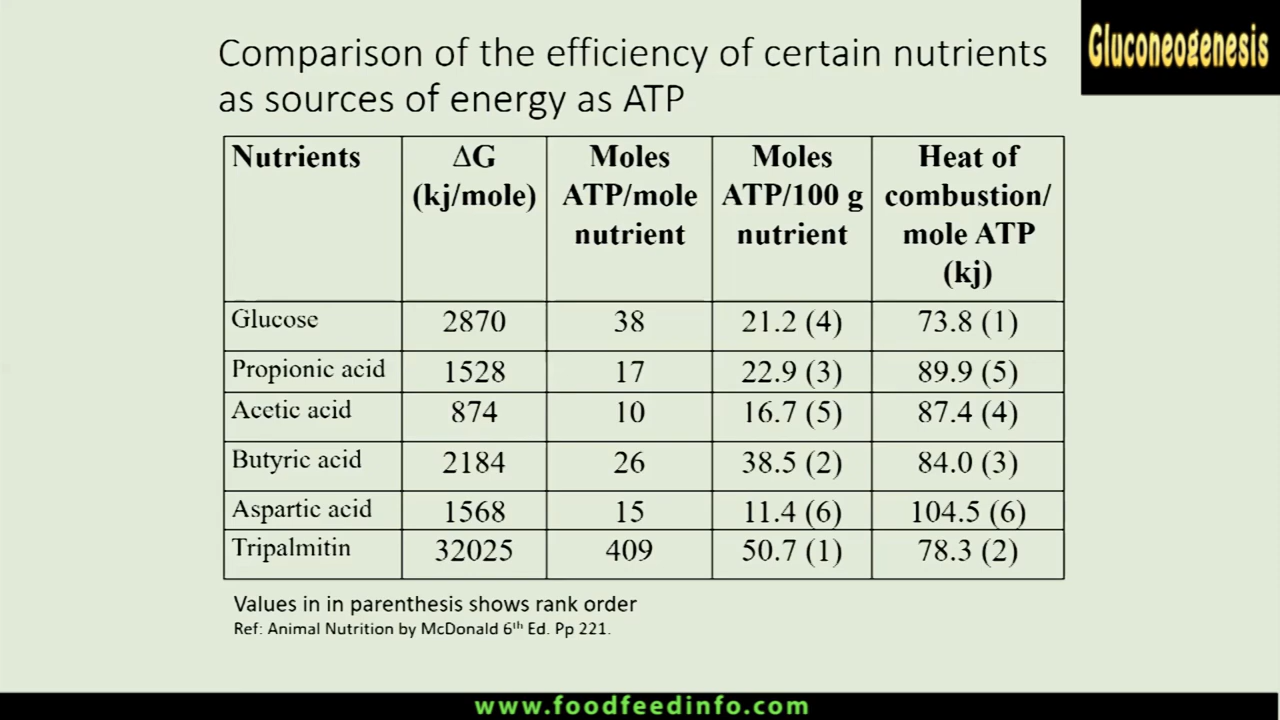 Comparison of the efficiency of certain nutrients
as sources of energy as ATP
Gluconeogenesis
Nutrients ΔG (kj/mole) Moles ATP/mole nutrient Moles ATP/100 g nutrient Heat of combustion/ mole ATP (kj)
Glucose 2870 38 21.2 (4) 73.8 (1)
Propionic acid 1528 17 22.9 (3) 89.9 (5)
Acetic acid 874 10 16.7 (5) 87.4 (4)
Butyric acid 2184 26 38.5 (2) 84.0 (3)
Aspartic acid 1568 15 11.4 (6) 104.5 (6)
Tripalmitin 32025 409 50.7 (1) 78.3 (2)
Values in in parenthesis shows rank order
Ref: Animal Nutrition by McDonald 6th Ed. Pp 221.
www.foodfeedinfo.com